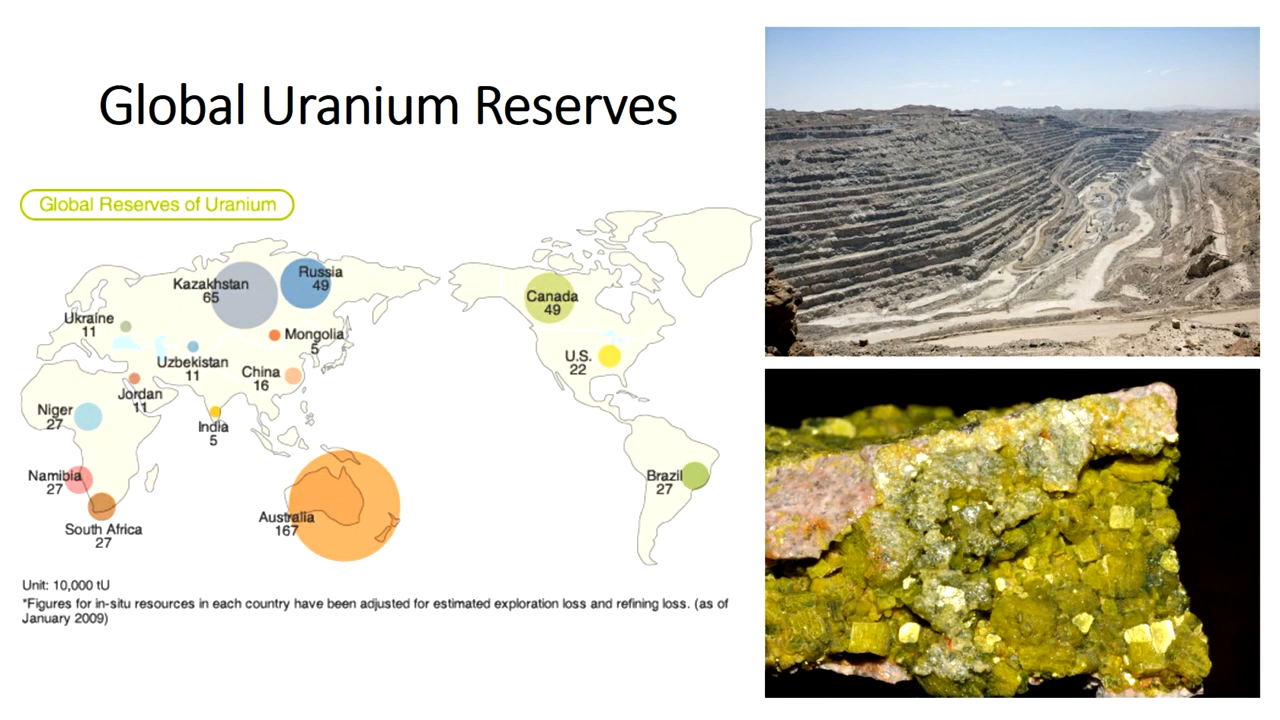 Global Uranium Reserves
Global Reserves of Uranium
Kazakhstan
65
Russia
49
Canada
49
Ukraine
11
Mongolia
5
Uzbekistan
11
U.S.
22
China
16
Jordan
11
Niger
27
India
5
Namibia
27
Brazil
27
Australia
167
South Africa
27
Unit: 10,000 tU
*Figures for in-situ resources in each country have been adjusted for estimated exploration loss and refining loss. (as of
January 2009)